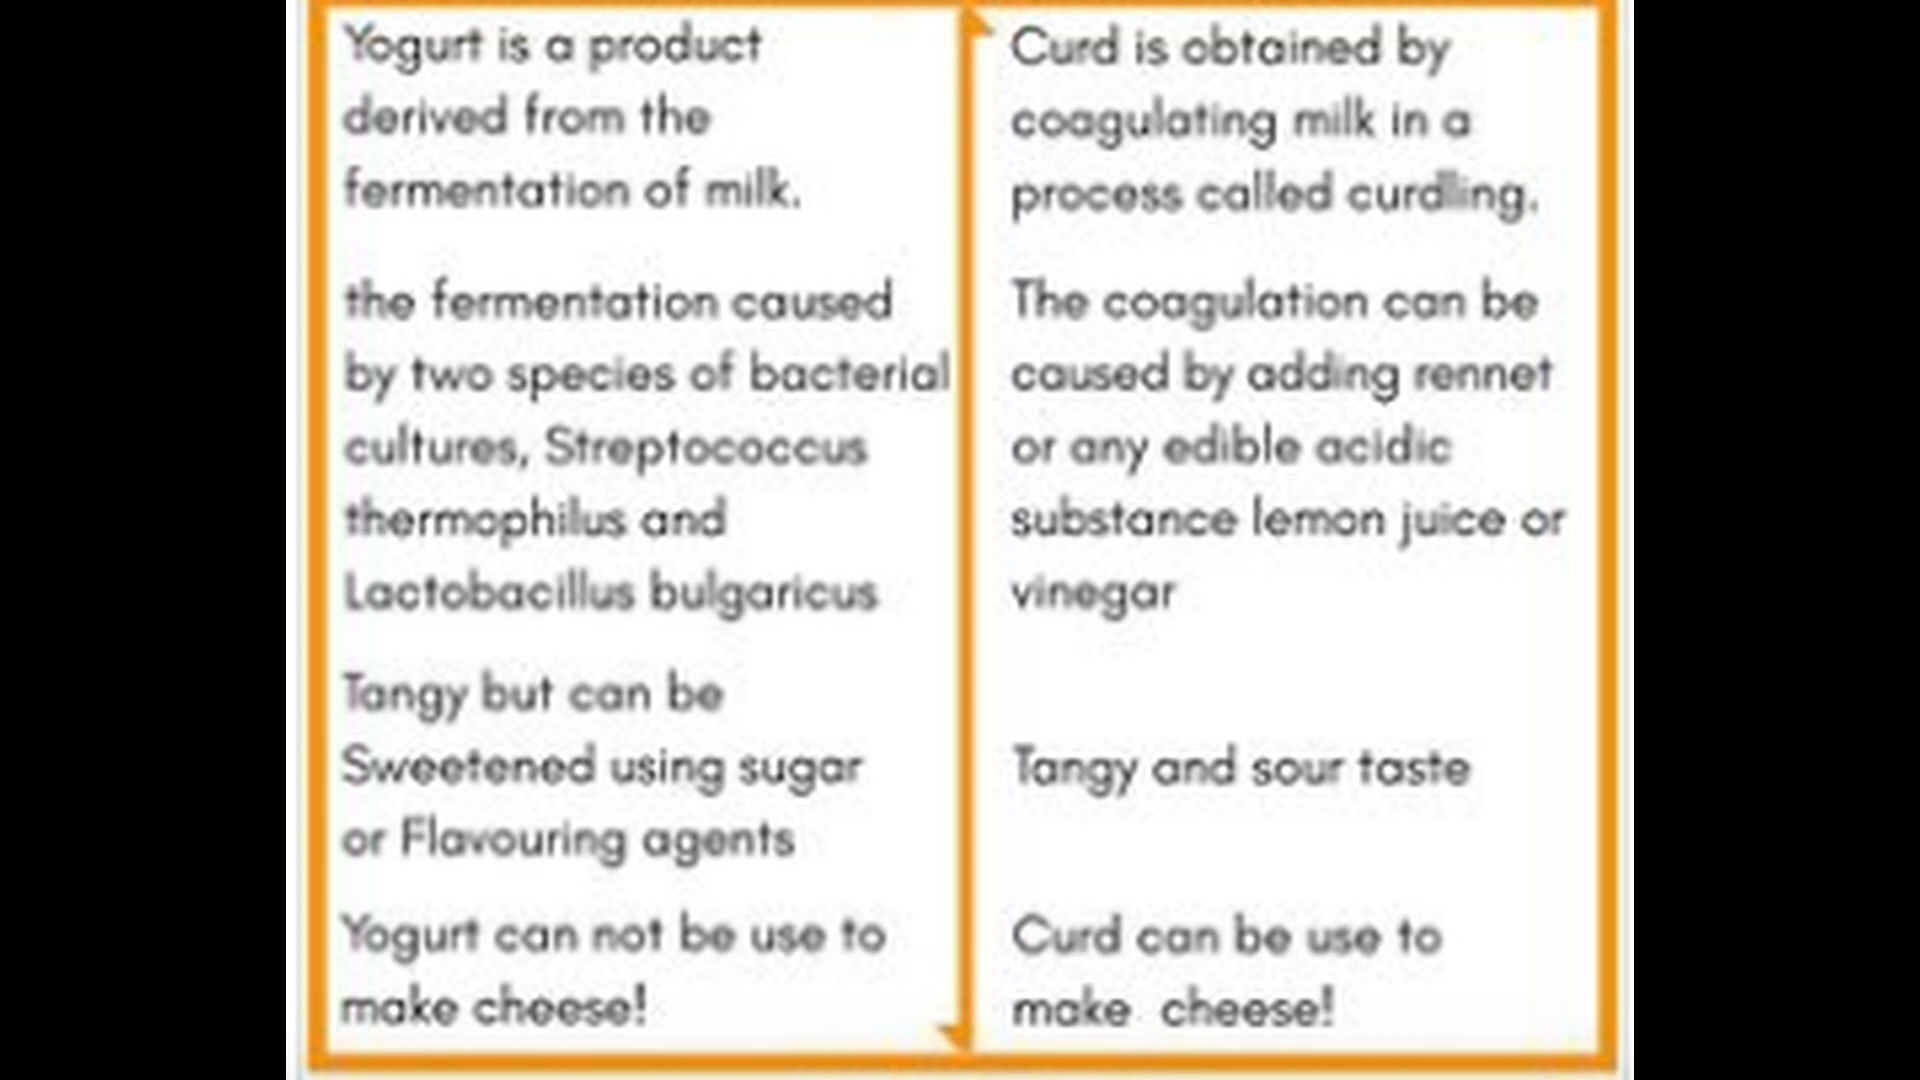 Yogurt is a product
derived from the
fermentation of milk.
the fermentation caused
by two species of bacterial
cultures, Streptococcus
thermophilus and
Lactobacillus bulgaricus
Tangy but can be
Sweetened using sugar
or Flavouring agents
Yogurt can not be use to
make cheese!
Curd is obtained by
coagulating milk in a
process called curdling.
The coagulation can be
caused by adding rennet
or any edible acidic
substance lemon juice or
vinegar
Tangy and sour taste
Curd can be use to
make cheese!